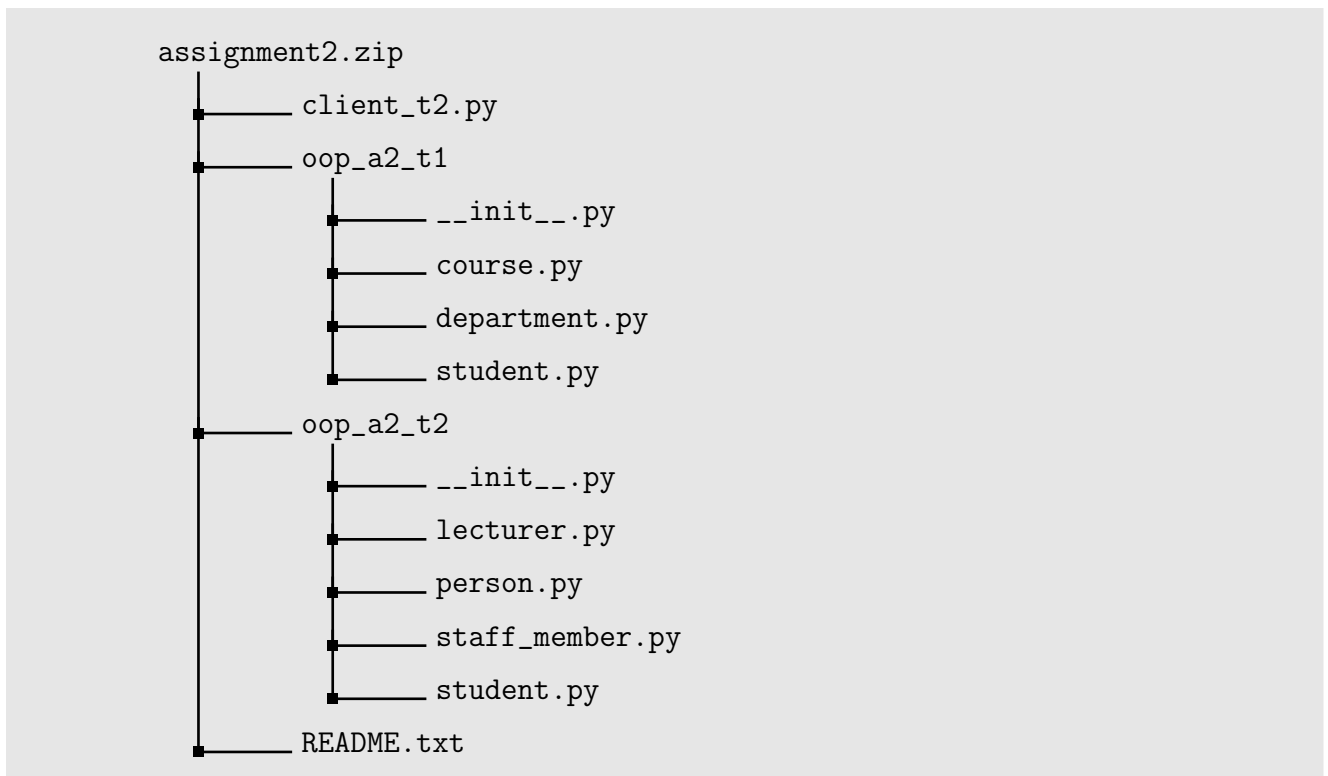 assignment2.zip
client_t2.py
oop_a2_t1
__init__.py
course.py
department.py
student.py
oop_a2_t2
__init__.py
lecturer.py
person.py
staff_member.py
student.py
README.txt